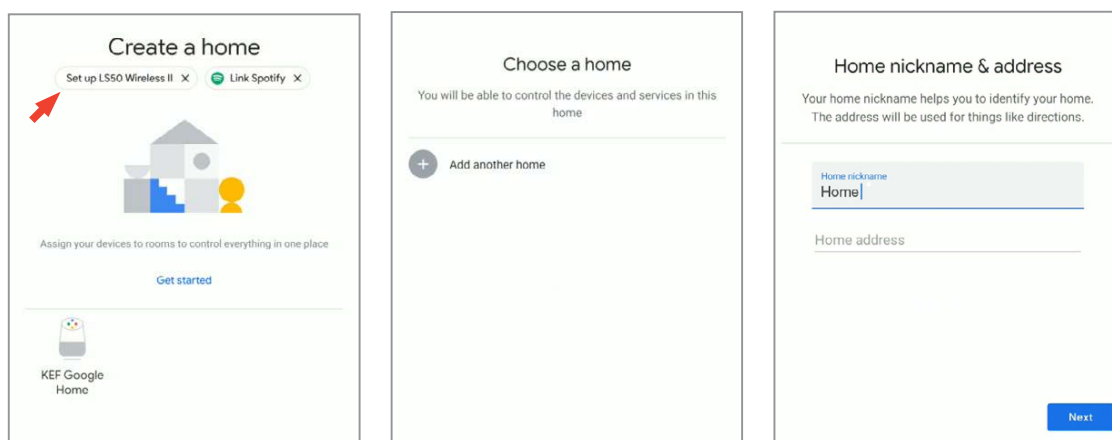 Create a home
Set up LS50 Wireless II X
Link Spotify X
Assign your devices to rooms to control everything in one place
Get started
KEF Google
Home
Choose a home
You will be able to control the devices and services in this
home
Add another home
Home nickname & address
Your home nickname helps you to identify your home.
The address will be used for things like directions.
Home nickname
Home
Home address
Next